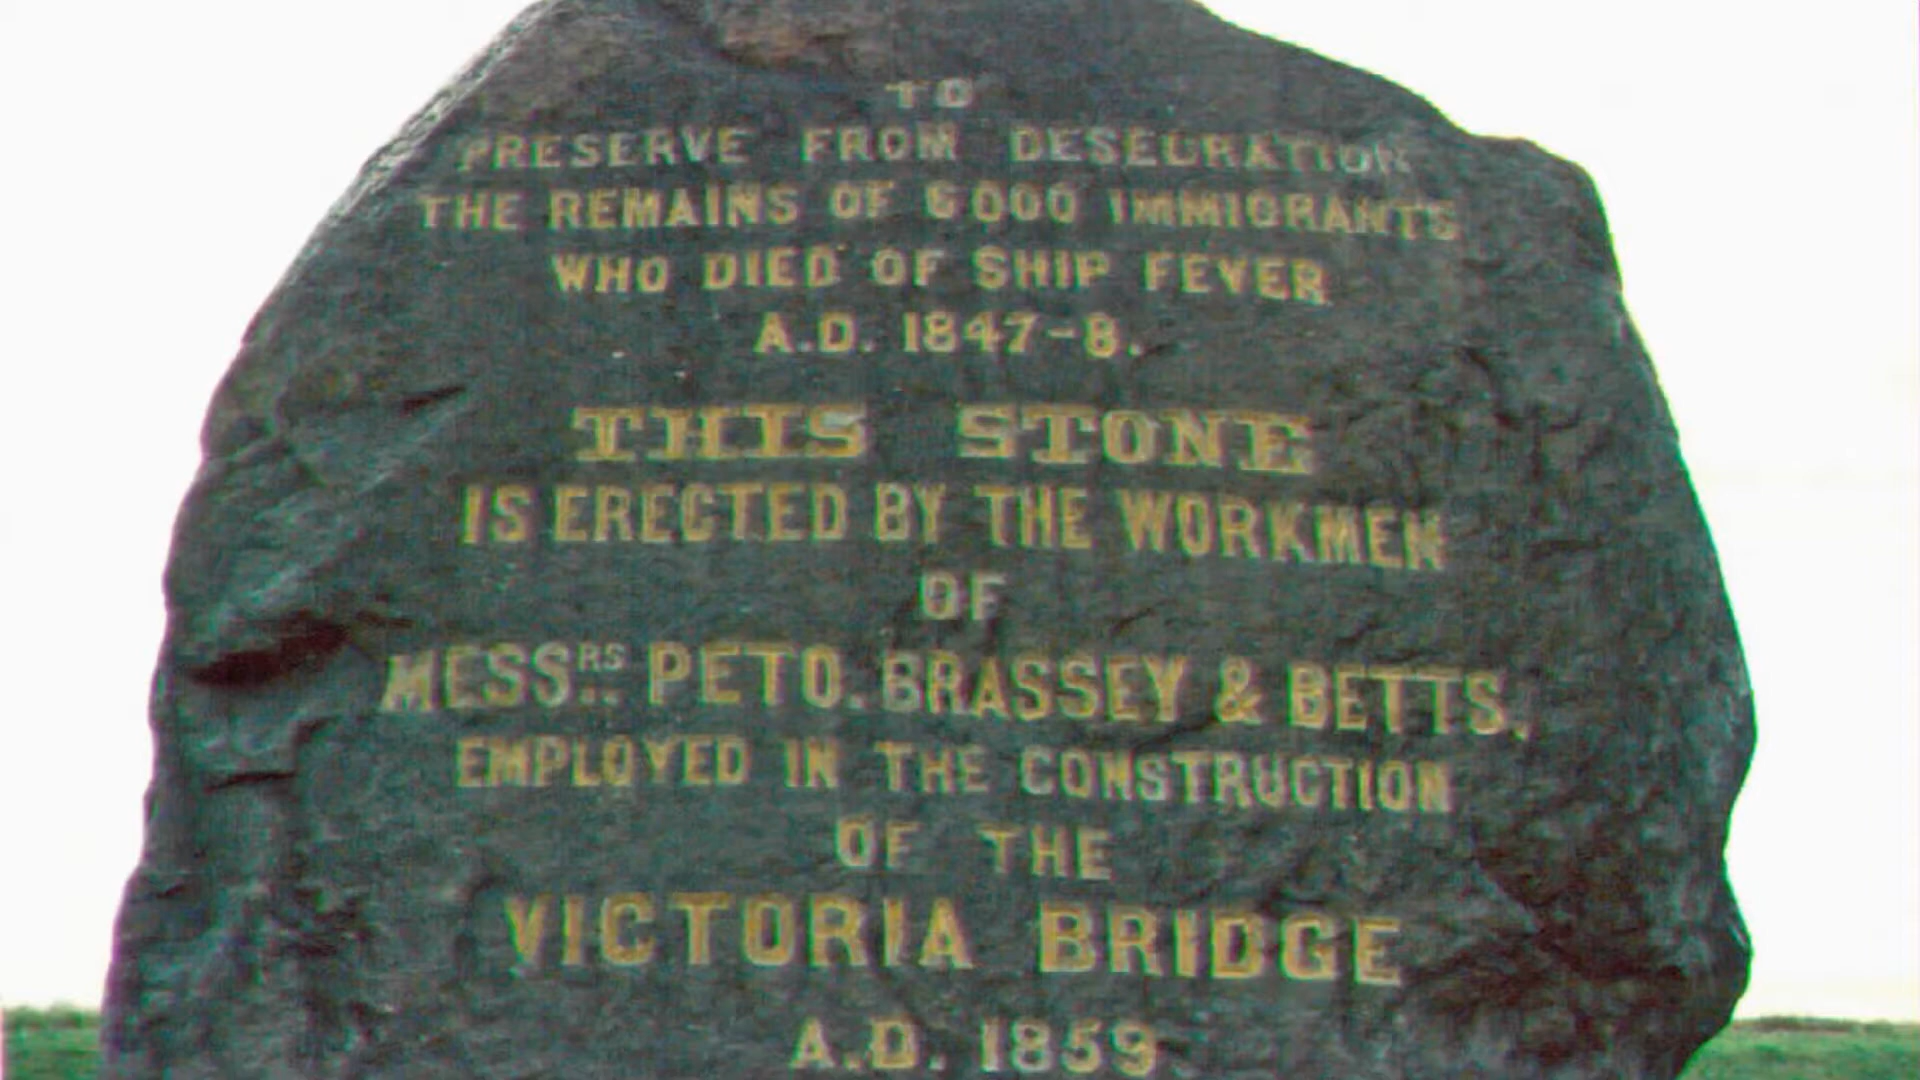 TO
PRESERVE FROM DESECRATION
THE REMAINS OF 6000 IMMIGRANTS
WHO DIED OF SHIP FEVER
A.D. 1847-8.
THIS STONE
IS ERECTED BY THE WORKMEN
OF
MESSRS. PETO. BRASSEY & BETTS.
EMPLOYED IN THE CONSTRUCTION
OF THE
VICTORIA BRIDGE
A.D. 1859